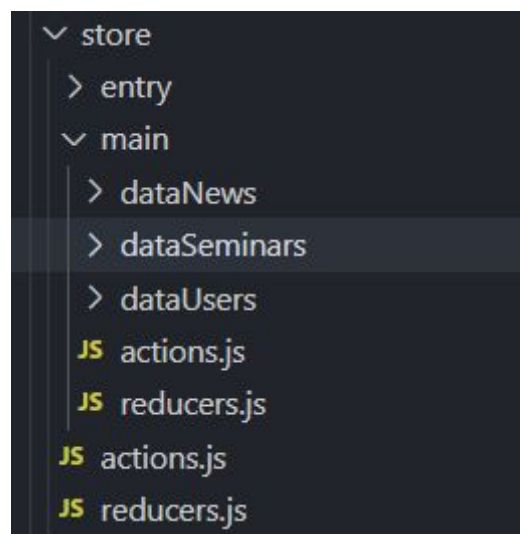 store
entry
main
dataNews
dataSeminars
dataUsers
JS actions.js
JS reducers.js
JS actions.js
JS reducers.js